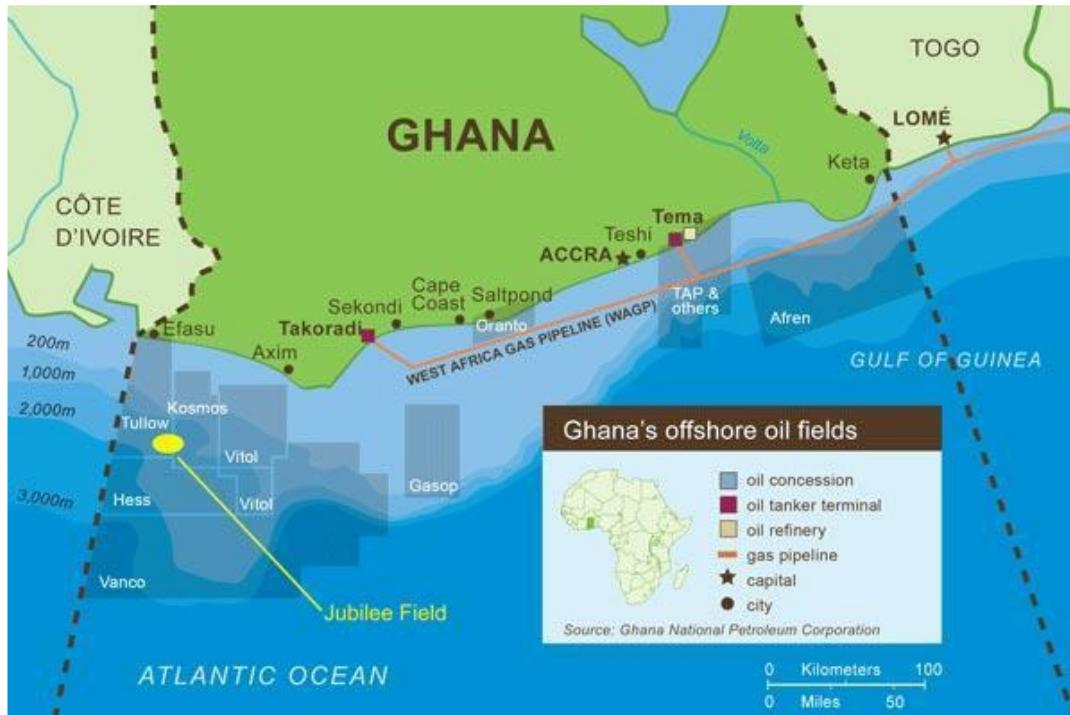 TOGO
LOMÉ
GHANA
Volta
Keta
CÔTE
D'IVOIRE
Tema
Teshi
ACCRA
Cape
Coast
Saltpond
Sekondi
Oranto
TAP &
others
Afren
Takoradi
Efasu
Axim
WEST AFRICA GAS PIPELINE (WAGP)
GULF OF GUINEA
200m
1,000m
2,000m
3,000m
Kosmos
Tullow
Vitol
Hess
Vitol
Gasop
Vanco
Jubilee Field
ATLANTIC OCEAN
Ghana's offshore oil fields
oil concession
oil tanker terminal
oil refinery
gas pipeline
capital
city
Source: Ghana National Petroleum Corporation
0 Kilometers 100
0 Miles 50